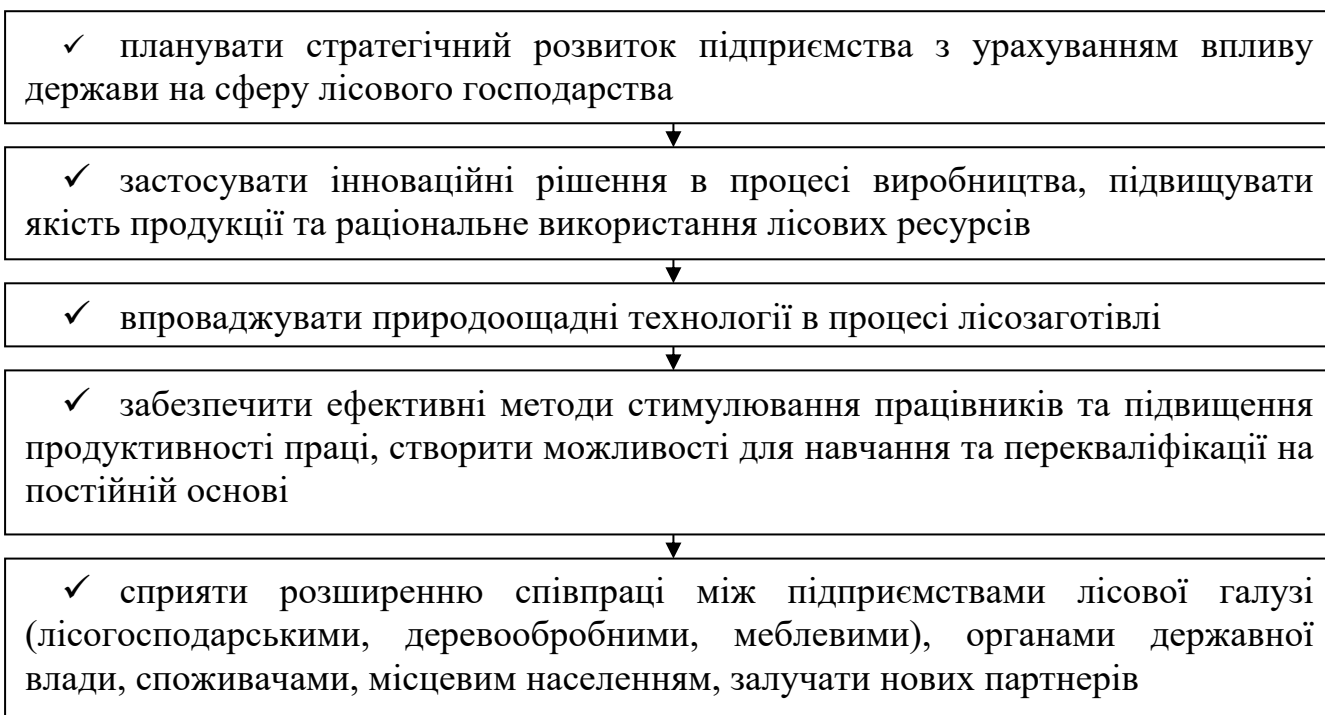 ✓ планувати стратегічний розвиток підприємства з урахуванням впливу
держави на сферу лісового господарства
✓ застосувати інноваційні рішення в процесі виробництва, підвищувати
якість продукції та раціональне використання лісових ресурсів
✓ впроваджувати природоощадні технології в процесі лісозаготівлі
✓ забезпечити ефективні методи стимулювання працівників та підвищення
продуктивності праці, створити можливості для навчання та перекваліфікації на
постійній основі
✓ сприяти розширенню співпраці між підприємствами лісової галузі
(лісогосподарськими, деревообробними, меблевими), органами державної
влади, споживачами, місцевим населенням, залучати нових партнерів